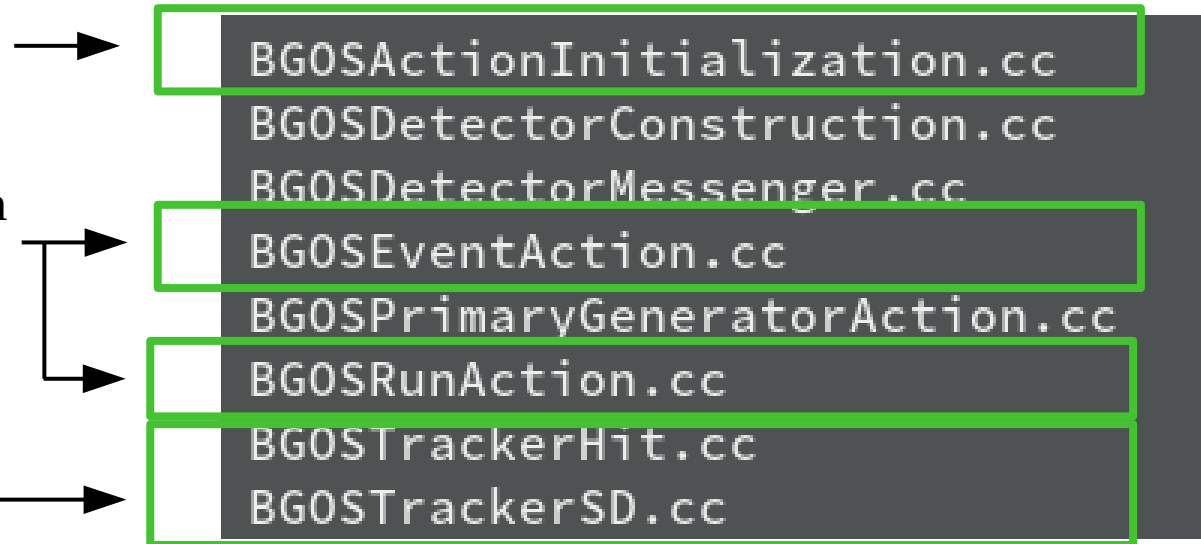 BGOSActionInitialization.cc
BGOSDetectorConstruction.cc
BGOSDetectorMessenger.cc
BGOSEventAction.cc
BGOSPrimaryGeneratorAction.cc
BGOSRunAction.cc
BGOSTrackerHit.cc
BGOSTrackerSD.cc